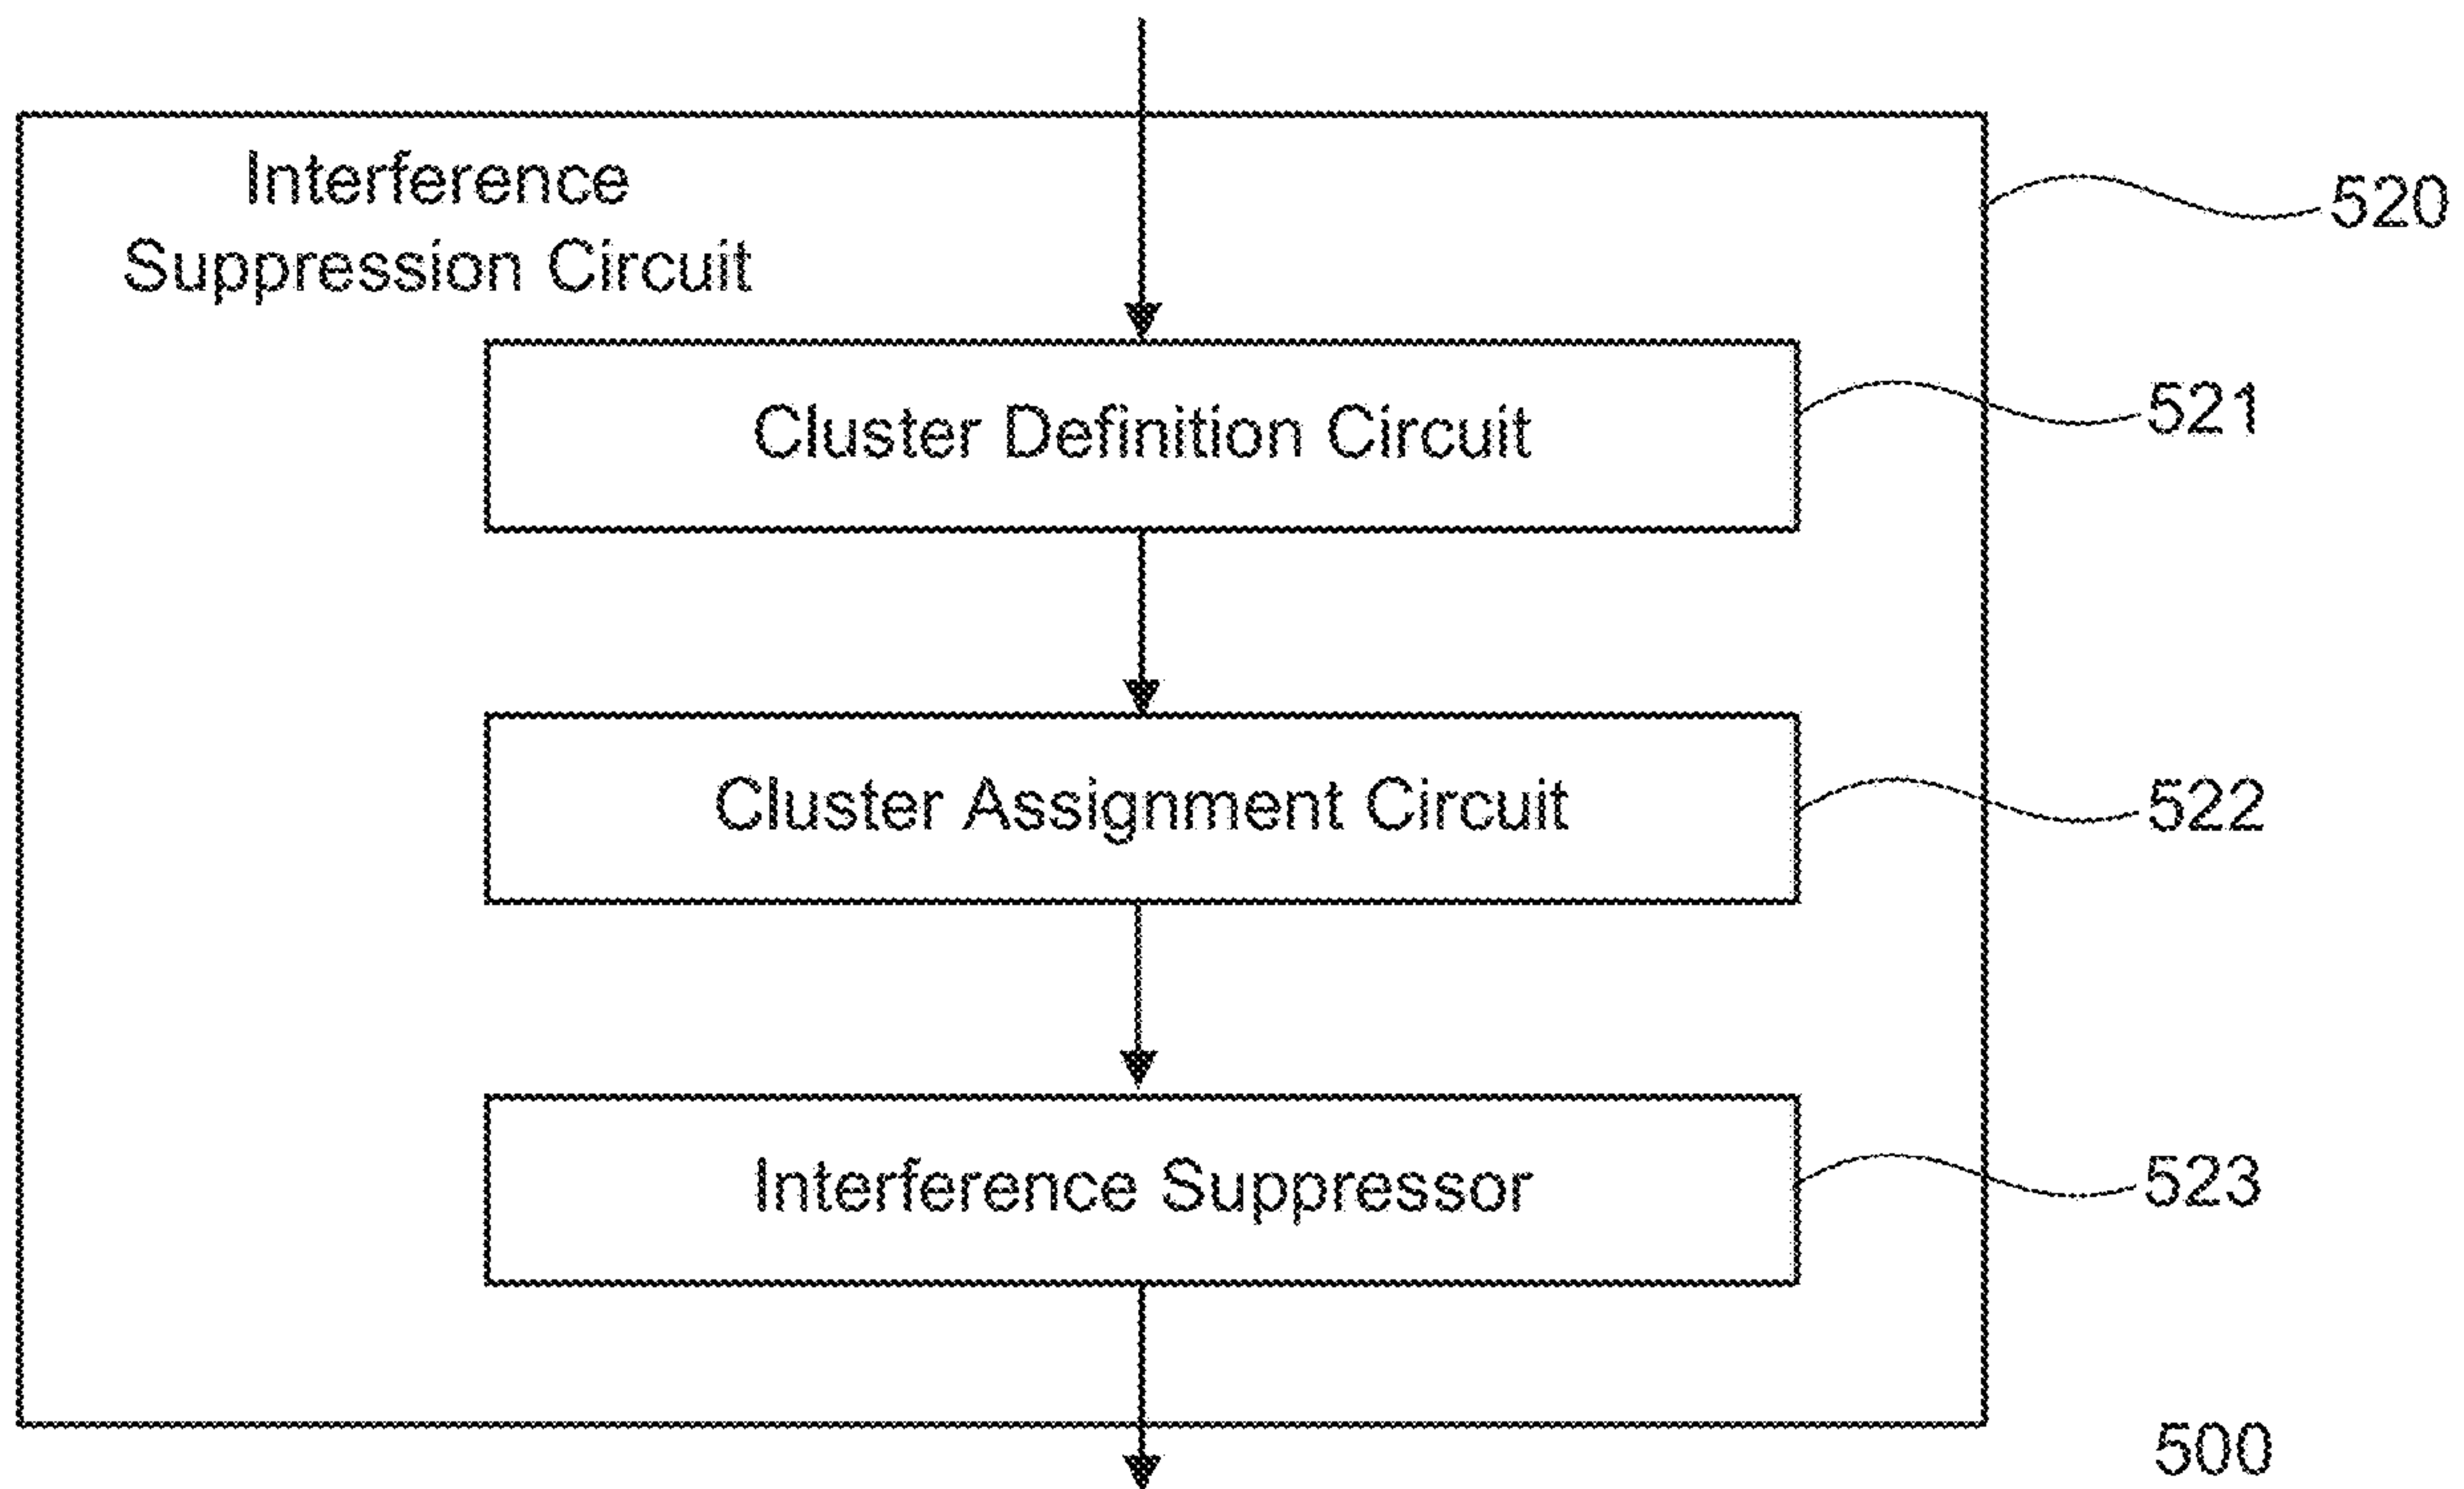 Interference
Suppression Circuit
520
Cluster Definition Circuit
521
Cluster Assignment Circuit
522
Interference Suppressor
523
500